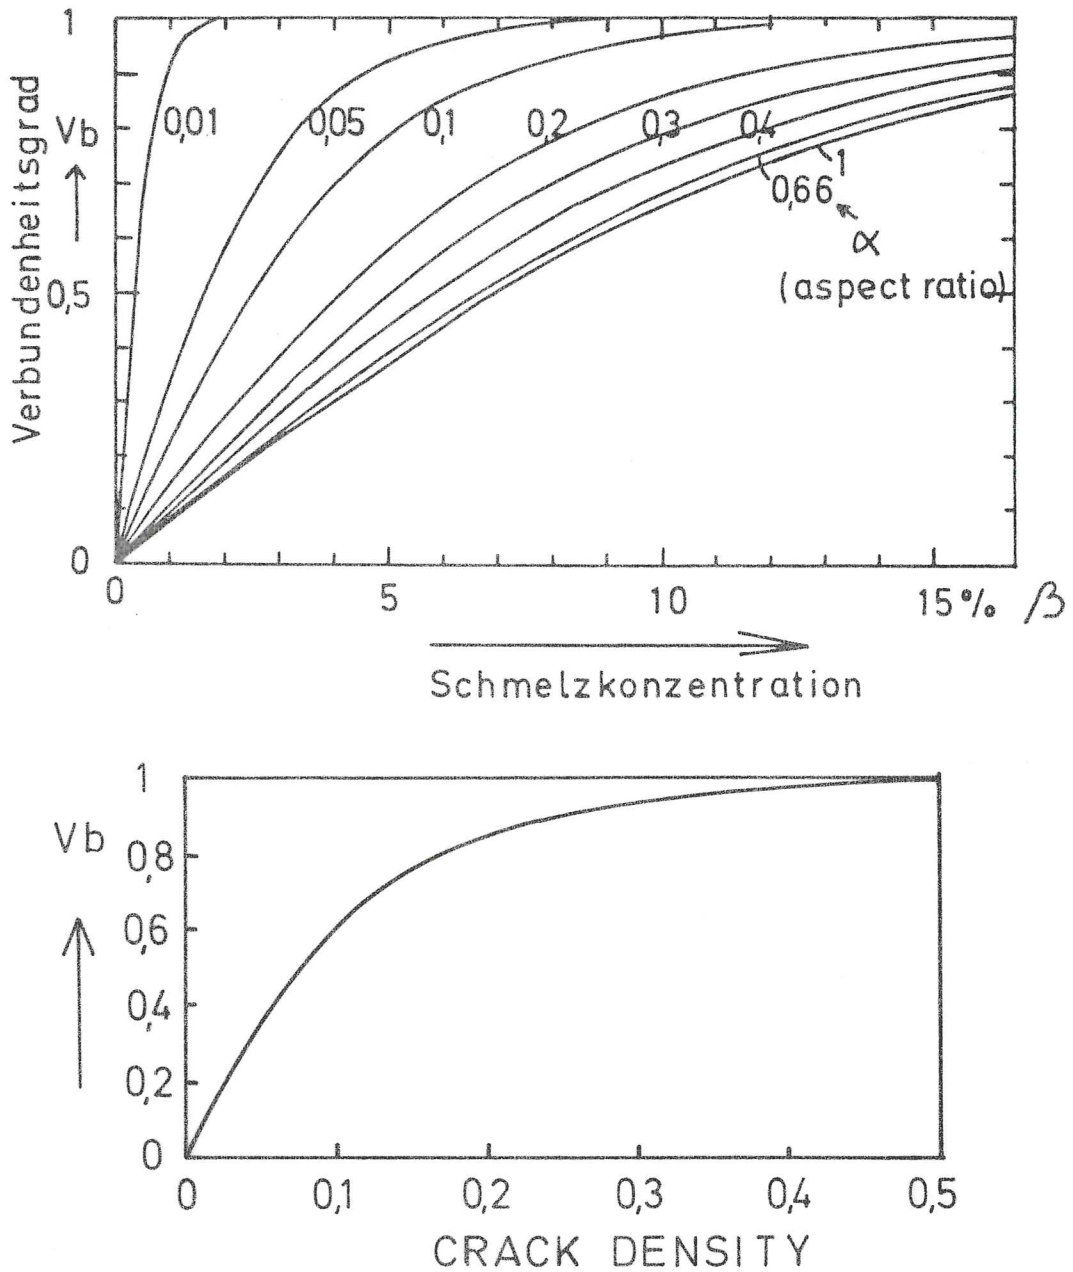 1
Verbundenheitsgrad
Vb
0,5
0
0,01 0,05 0,1 0,2 0,3 0,4
1
0,66
α
(aspect ratio)
0 5 10 15% β
Schmelzkonzentration
1
Vb
0,8
0,6
0,4
0,2
0
0 0,1 0,2 0,3 0,4 0,5
CRACK DENSITY